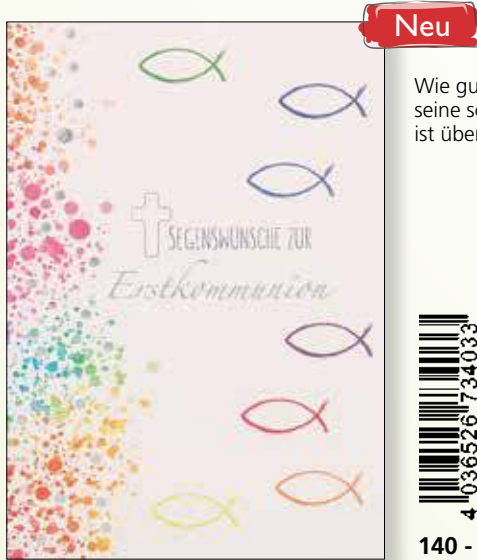 Neu
SEGENSWÜNSCHE ZUR
Erstkommunion
Wie gu
seine se
ist über
4 036526 734033
140 -